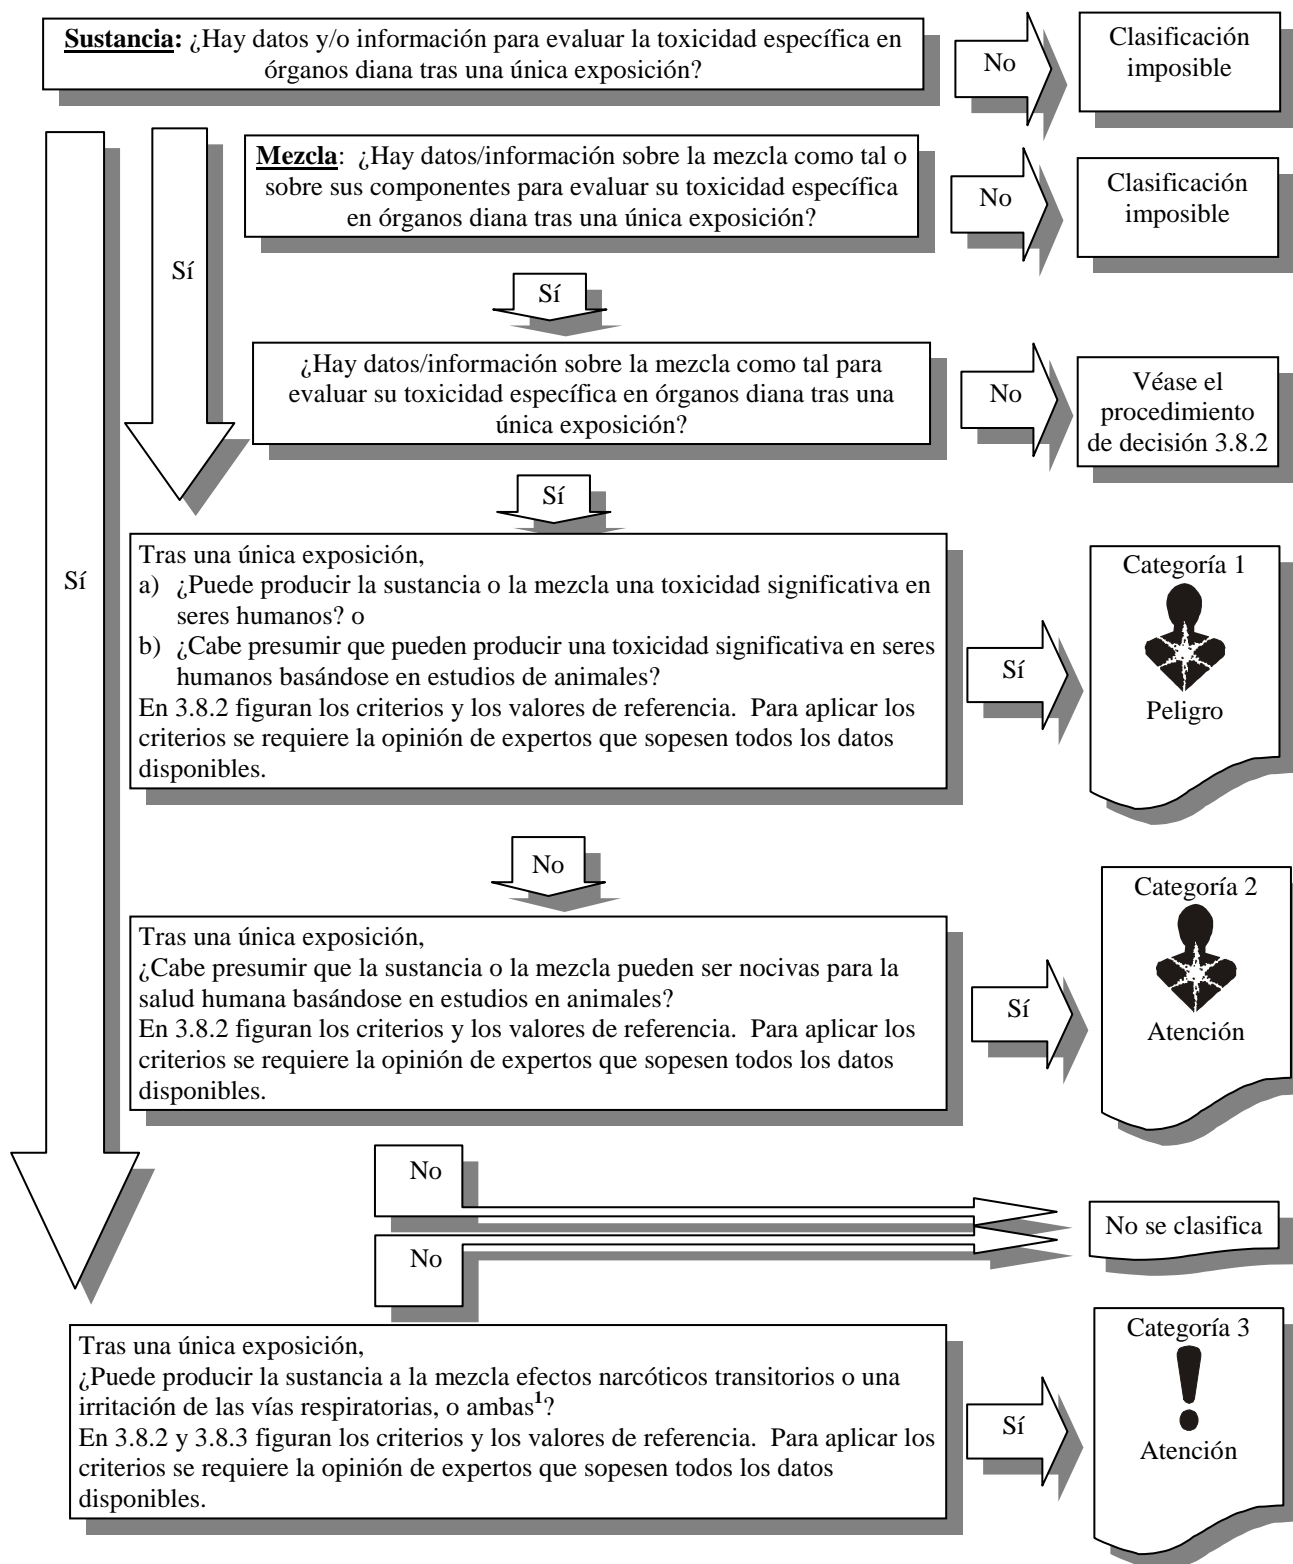 Sustancia: ¿Hay datos y/o información para evaluar la toxicidad específica en
órganos diana tras una única exposición?
No
Clasificación
imposible
Mezcla:  ¿Hay datos/información sobre la mezcla como tal o
sobre sus componentes para evaluar su toxicidad específica
en órganos diana tras una única exposición?
No
Clasificación
imposible
Sí
Sí
¿Hay datos/información sobre la mezcla como tal para
evaluar su toxicidad específica en órganos diana tras una
única exposición?
No
Véase el
procedimiento
de decisión 3.8.2
Sí
Sí
Tras una única exposición,
a) ¿Puede producir la sustancia o la mezcla una toxicidad significativa en
seres humanos? o
b) ¿Cabe presumir que pueden producir una toxicidad significativa en seres
humanos basándose en estudios de animales?
En 3.8.2 figuran los criterios y los valores de referencia.  Para aplicar los
criterios se requiere la opinión de expertos que sopesen todos los datos
disponibles.
Sí
Categoría 1
Peligro
No
Tras una única exposición,
¿Cabe presumir que la sustancia o la mezcla pueden ser nocivas para la
salud humana basándose en estudios en animales?
En 3.8.2 figuran los criterios y los valores de referencia.  Para aplicar los
criterios se requiere la opinión de expertos que sopesen todos los datos
disponibles.
Sí
Categoría 2
Atención
No
No
No se clasifica
Tras una única exposición,
¿Puede producir la sustancia a la mezcla efectos narcóticos transitorios o una
irritación de las vías respiratorias, o ambas¹?
En 3.8.2 y 3.8.3 figuran los criterios y los valores de referencia.  Para aplicar los
criterios se requiere la opinión de expertos que sopesen todos los datos
disponibles.
Sí
Categoría 3
!
Atención